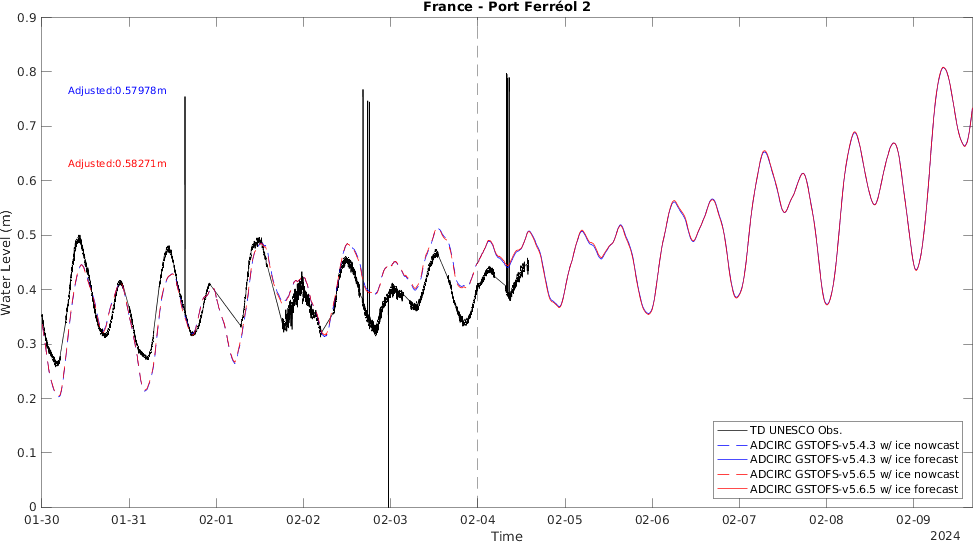 France - Port Ferréol 2
Water Level (m)
0.9
0.8
0.7
0.6
0.5
0.4
0.3
0.2
0.1
0
Adjusted:0.57978m
Adjusted:0.58271m
TD UNESCO Obs.
ADCIRC GSTOFS-v5.4.3 w/ ice nowcast
ADCIRC GSTOFS-v5.4.3 w/ ice forecast
ADCIRC GSTOFS-v5.6.5 w/ ice nowcast
ADCIRC GSTOFS-v5.6.5 w/ ice forecast
01-30 01-31 02-01 02-02 02-03 02-04 02-05 02-06 02-07 02-08 02-09
Time
2024